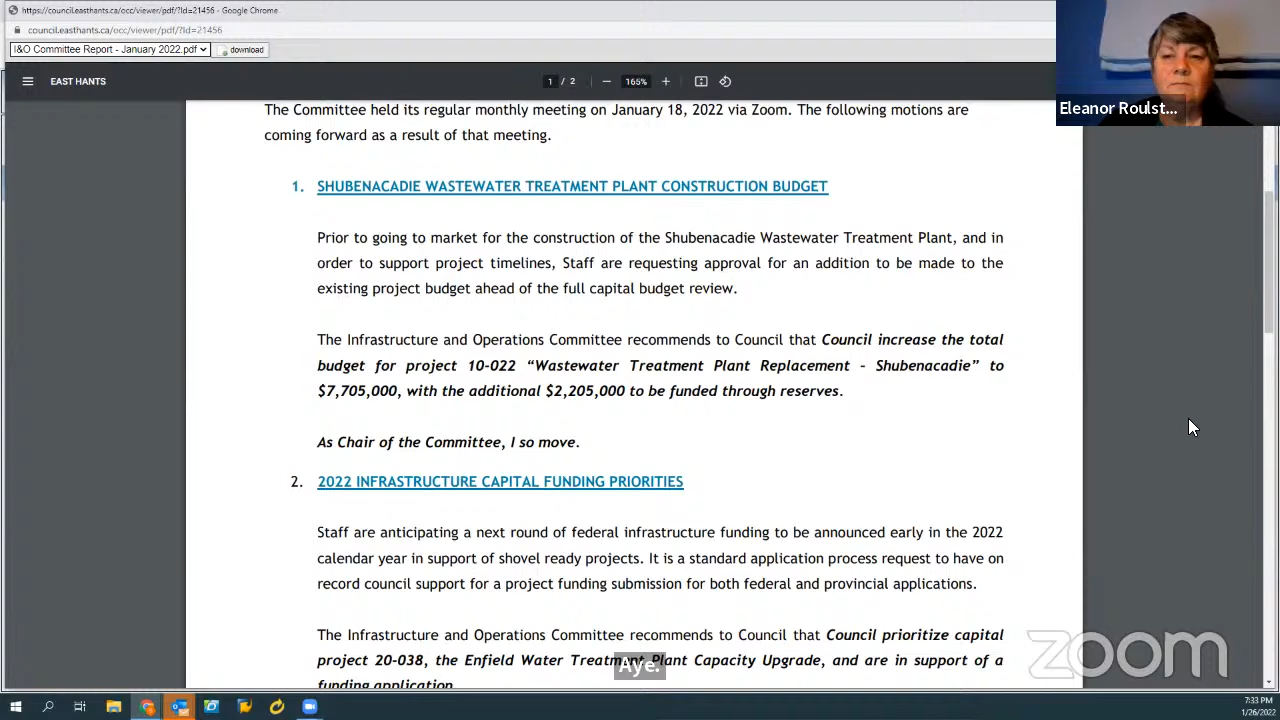 https://council.easthants.ca/occ/viewer/pdf/?Id=21456 - Google Chrome
council.easthants.ca/occ/viewer/pdf/?Id=21456
I&O Committee Report - January 2022.pdf download
EAST HANTS 1 / 2 165%
Eleanor Roulst...
The Committee held its regular monthly meeting on January 18, 2022 via Zoom. The following motions are
coming forward as a result of that meeting.
1. SHUBENACADIE WASTEWATER TREATMENT PLANT CONSTRUCTION BUDGET
Prior to going to market for the construction of the Shubenacadie Wastewater Treatment Plant, and in
order to support project timelines, Staff are requesting approval for an addition to be made to the
existing project budget ahead of the full capital budget review.
The Infrastructure and Operations Committee recommends to Council that Council increase the total
budget for project 10-022 “Wastewater Treatment Plant Replacement – Shubenacadie” to
$7,705,000, with the additional $2,205,000 to be funded through reserves.
As Chair of the Committee, I so move.
2. 2022 INFRASTRUCTURE CAPITAL FUNDING PRIORITIES
Staff are anticipating a next round of federal infrastructure funding to be announced early in the 2022
calendar year in support of shovel ready projects. It is a standard application process request to have on
record council support for a project funding submission for both federal and provincial applications.
The Infrastructure and Operations Committee recommends to Council that Council prioritize capital
project 20-038, the Enfield Water Treatment Plant Capacity Upgrade, and are in support of a
funding application.
Aye.
zoom
7:33 PM
1/26/2022